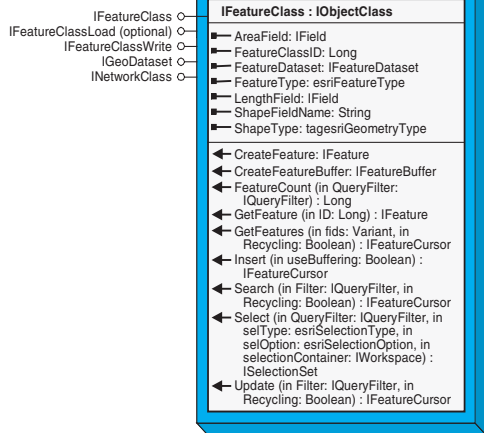 IFeatureClass
IFeatureClassLoad (optional)
IFeatureClassWrite
IGeoDataset
INetworkClass
IFeatureClass : IObjectClass
AreaField: IField
FeatureClassID: Long
FeatureDataset: IFeatureDataset
FeatureType: esriFeatureType
LengthField: IField
ShapeFieldName: String
ShapeType: tagesriGeometryType
CreateFeature: IFeature
CreateFeatureBuffer: IFeatureBuffer
FeatureCount (in QueryFilter:
IQueryFilter) : Long
GetFeature (in ID: Long) : IFeature
GetFeatures (in fids: Variant, in
Recycling: Boolean) : IFeatureCursor
Insert (in useBuffering: Boolean) :
IFeatureCursor
Search (in Filter: IQueryFilter, in
Recycling: Boolean) : IFeatureCursor
Select (in QueryFilter: IQueryFilter, in
selType: esriSelectionType, in
selOption: esriSelectionOption, in
selectionContainer: IWorkspace) :
ISelectionSet
Update (in Filter: IQueryFilter, in
Recycling: Boolean) : IFeatureCursor